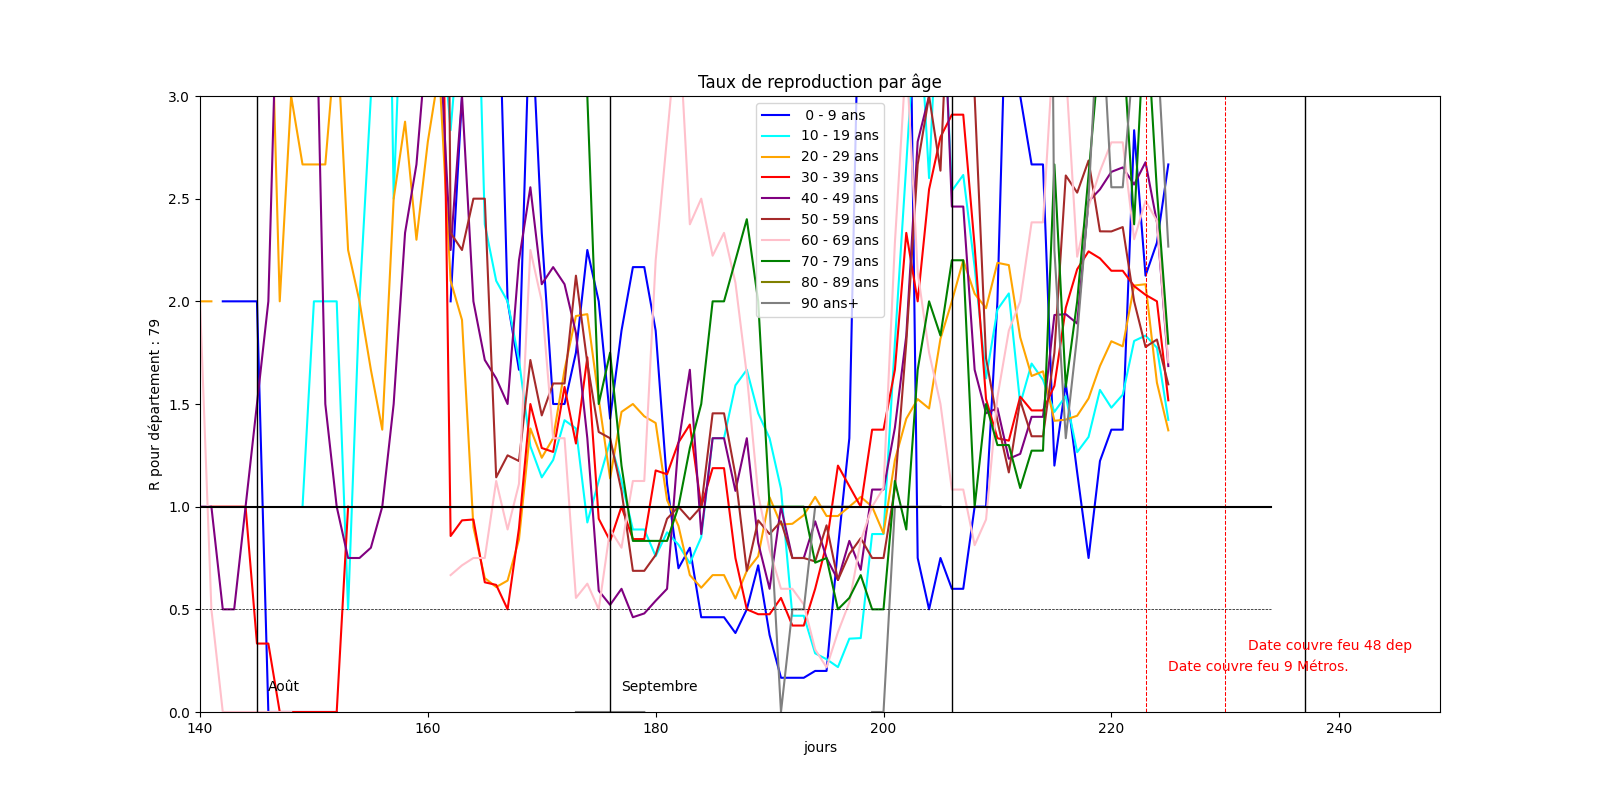 Taux de reproduction par âge
3.0
2.5
2.0
1.5
1.0
0.5
0.0
R pour département : 79
0 - 9 ans
10 - 19 ans
20 - 29 ans
30 - 39 ans
40 - 49 ans
50 - 59 ans
60 - 69 ans
70 - 79 ans
80 - 89 ans
90 ans+
Date couvre feu 48 dep
Date couvre feu 9 Métros.
Août
Septembre
140
160
180
200
220
240
jours